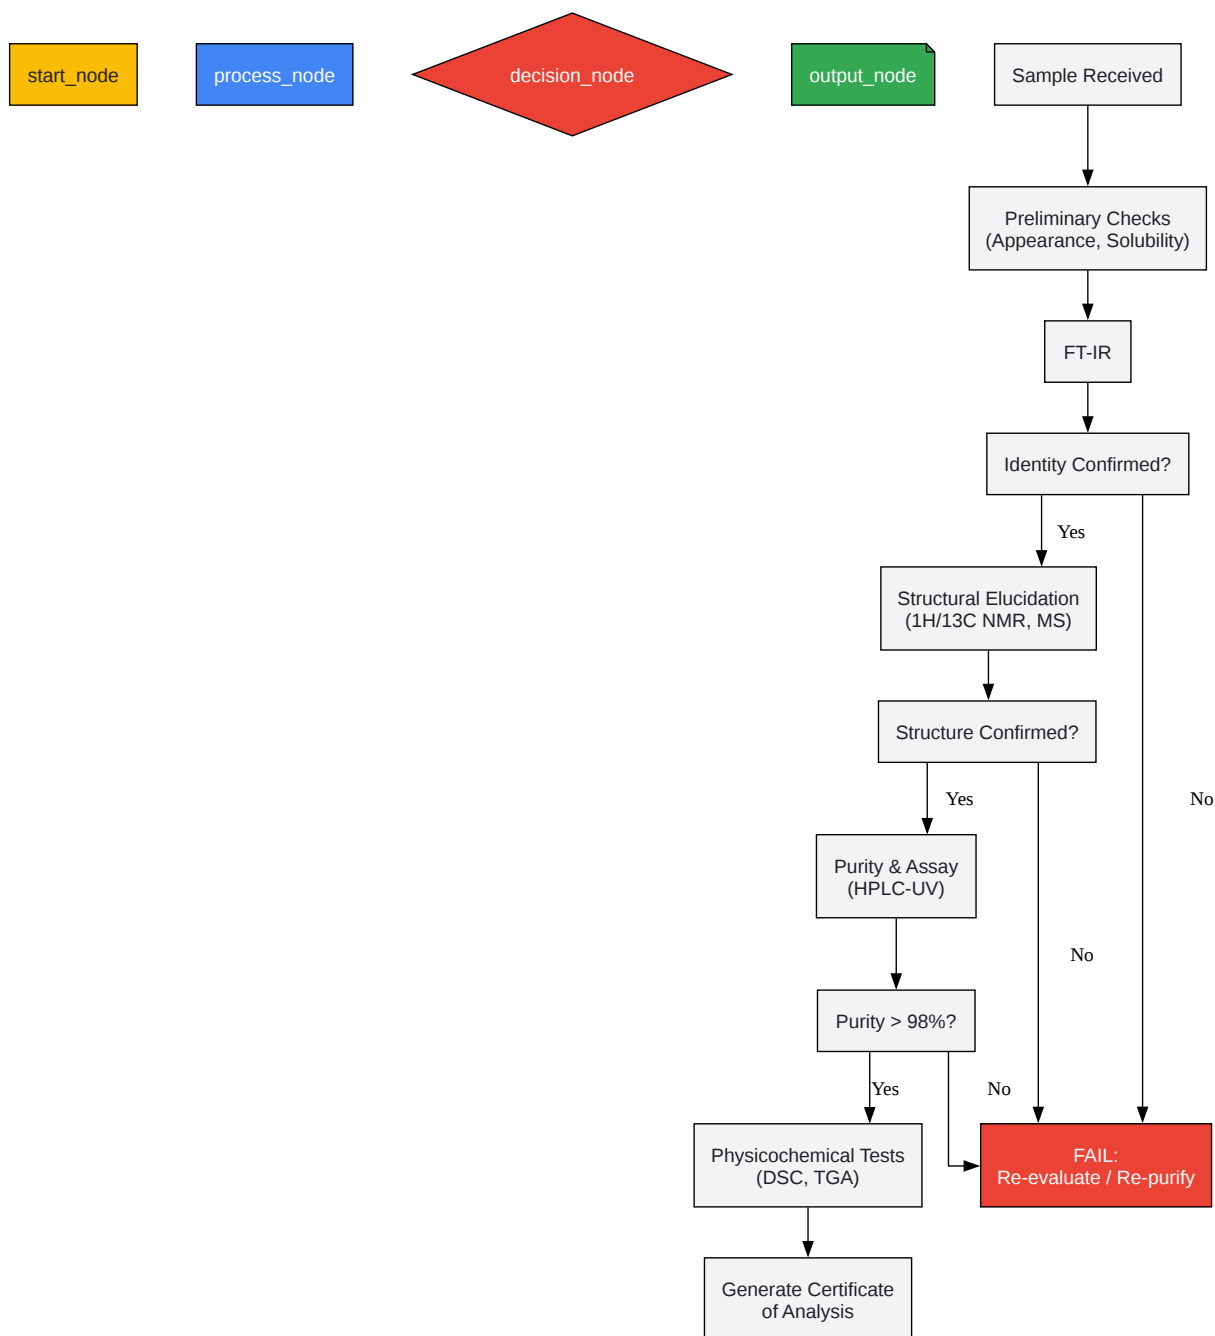 start_node
process_node
decision_node
output_node
Sample Received
Preliminary Checks
(Appearance, Solubility)
FT-IR
Identity Confirmed?
Yes
Structural Elucidation
(1H/13C NMR, MS)
Structure Confirmed?
Yes
No
Purity & Assay
(HPLC-UV)
No
Purity > 98%?
Yes
No
Physicochemical Tests
(DSC, TGA)
FAIL:
Re-evaluate / Re-purify
Generate Certificate
of Analysis